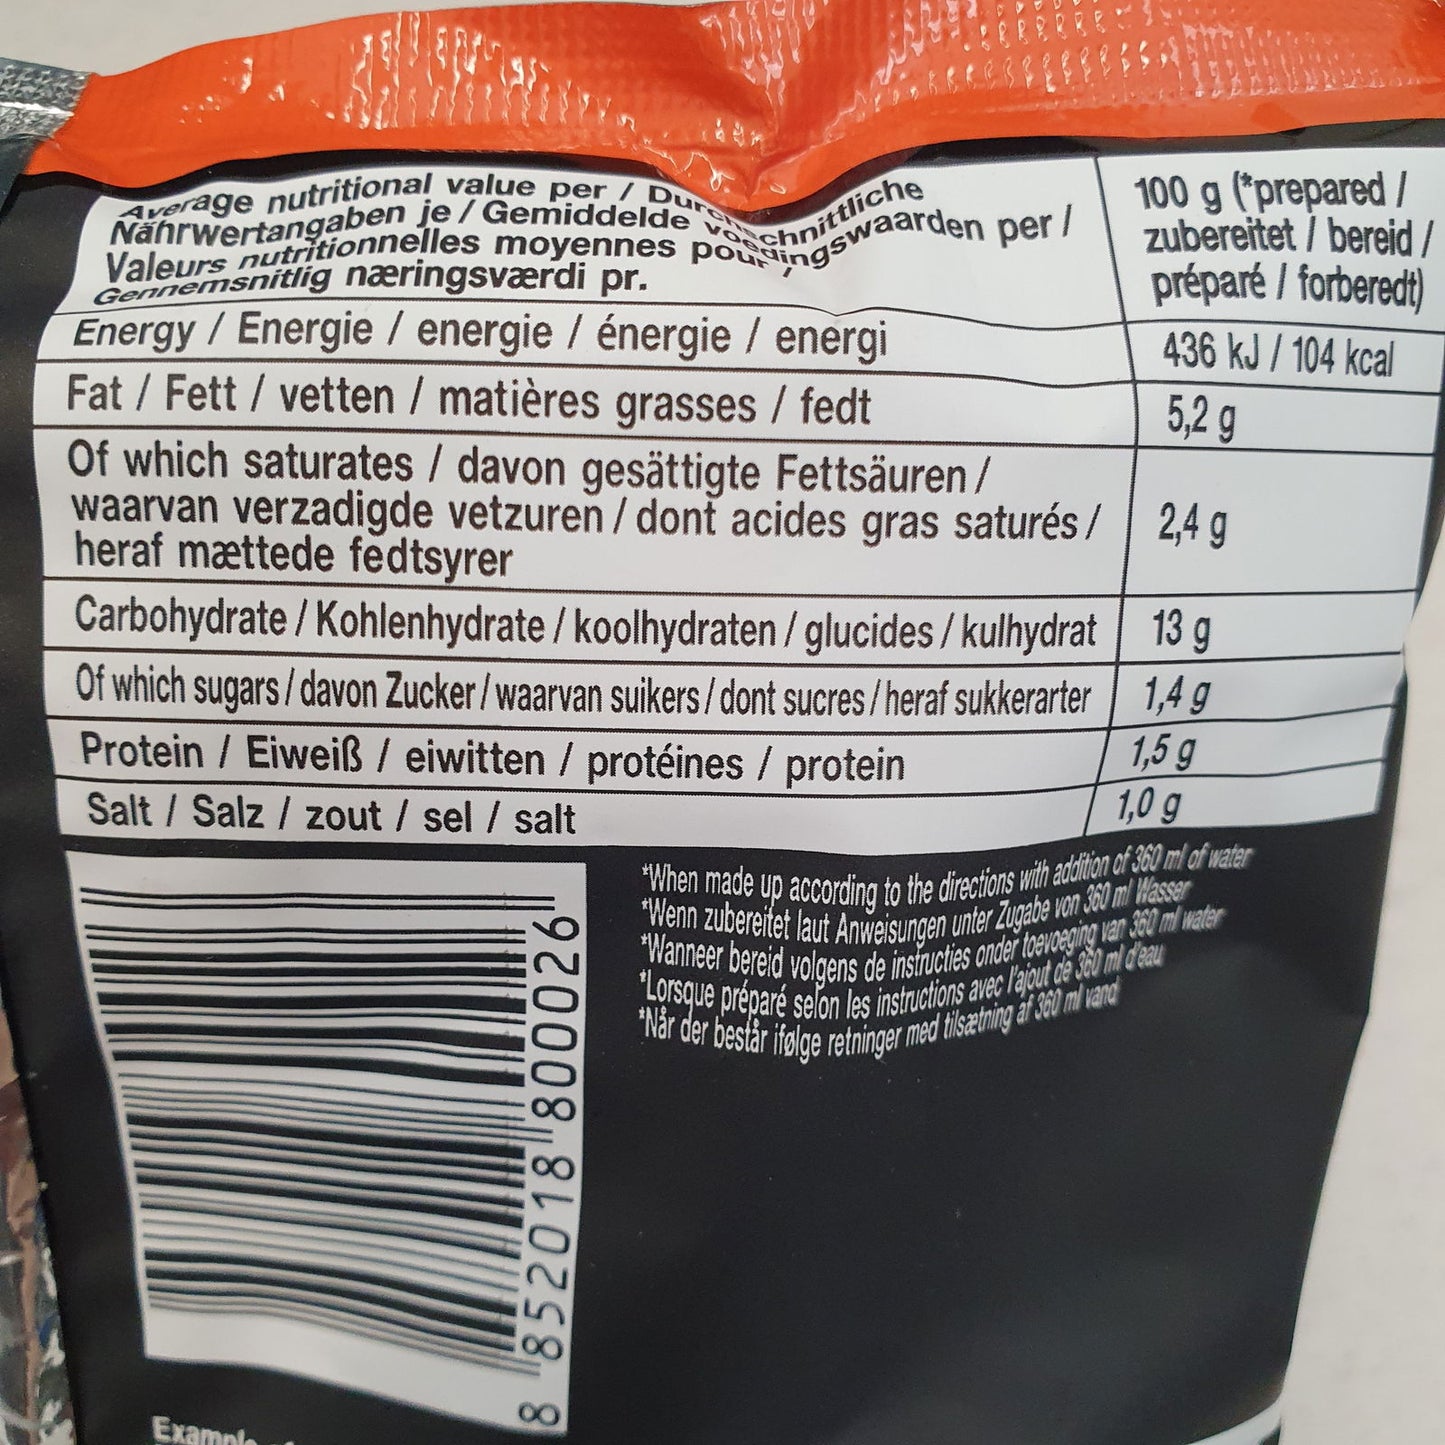 Average nutritional value per / Durchschnittliche
Nährwertangaben je / Gemiddelde voedingswaarden per /
Valeurs nutritionnelles moyennes pour /
Gennemsnitlig næringsværdi pr.
100 g (*prepared /
zubereitet / bereid /
préparé / forberedt)
Energy / Energie / energie / énergie / energi
436 kJ / 104 kcal
Fat / Fett / vetten / matières grasses / fedt
5,2 g
Of which saturates / davon gesättigte Fettsäuren /
waarvan verzadigde vetzuren / dont acides gras saturés /
heraf mættede fedtsyrer
2,4 g
Carbohydrate / Kohlenhydrate / koolhydraten / glucides / kulhydrat
13 g
Of which sugars / davon Zucker / waarvan suikers / dont sucres / heraf sukkerarter
1,4 g
Protein / Eiweiß / eiwitten / protéines / protein
1,5 g
Salt / Salz / zout / sel / salt
1,0 g
*When made up according to the directions with addition of 360 ml of water
*Wenn zubereitet laut Anweisungen unter Zugabe von 360 ml Wasser
*Wanneer bereid volgens de instructies onder toevoeging van 360 ml water
*Lorsque préparé selon les instructions avec l'ajout de 360 ml d'eau
*Når der består ifølge retninger med tilsætning af 360 ml vand
8 852018 800026
Example